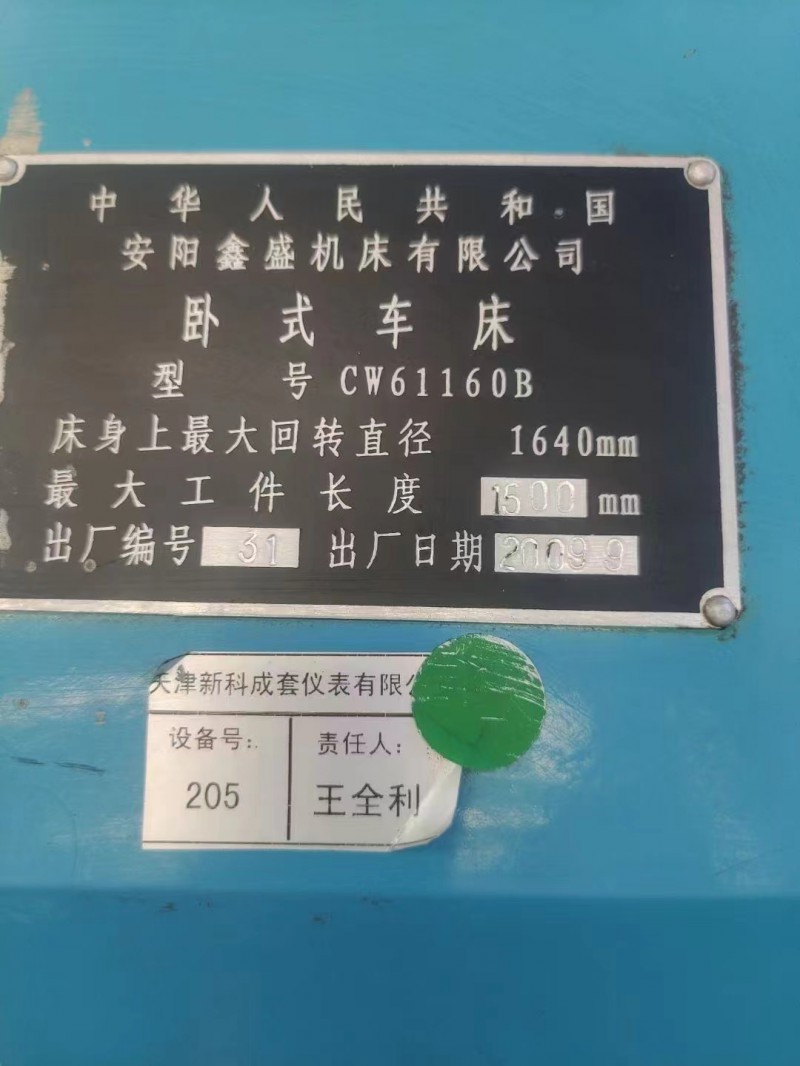 中华人民共和国
安阳鑫盛机床有限公司
卧式车床
型号 CW61160B
床身上最大回转直径 1640mm
最大工件长度 1500 mm
出厂编号 31 出厂日期 2009 9
天津新科成套仪表有限公
设备号: 责任人:
205 王全利